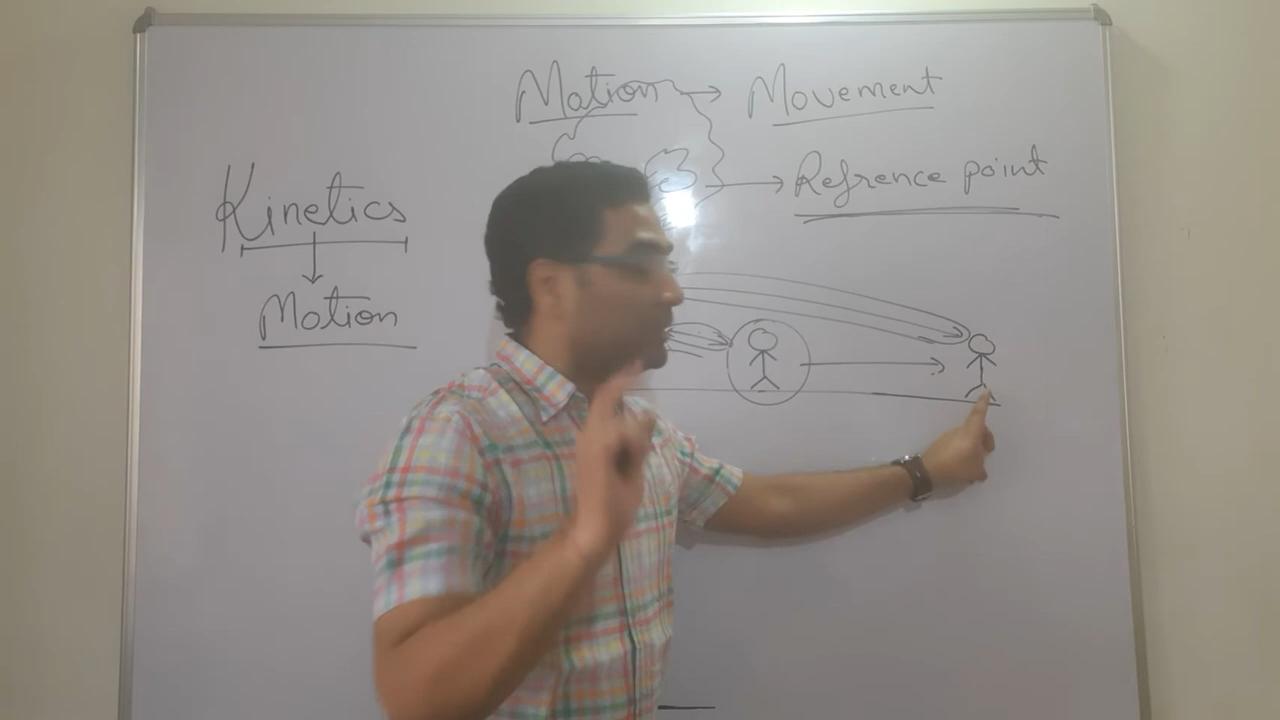 Motion → Movement
→ Refrence point
Kinetics
Motion